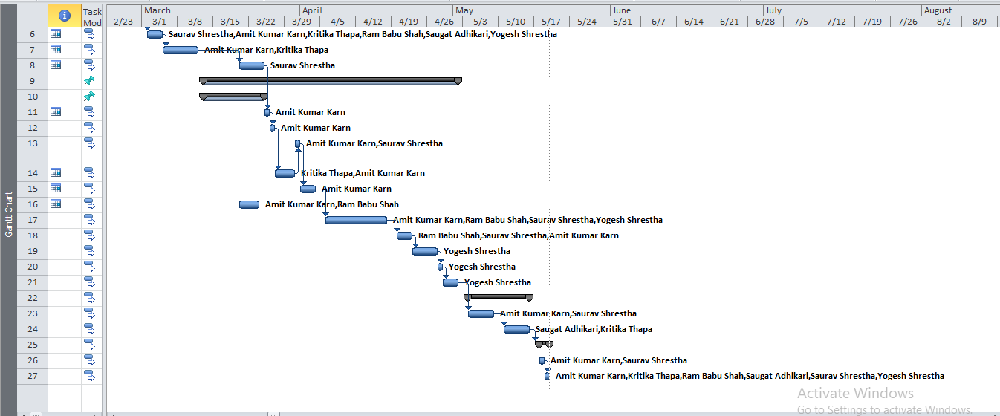 Task
Mod
March April May June July August
2/23 3/1 3/8 3/15 3/22 3/29 4/5 4/12 4/19 4/26 5/3 5/10 5/17 5/24 5/31 6/7 6/14 6/21 6/28 7/5 7/12 7/19 7/26 8/2 8/9
6 Saurav Shrestha,Amit Kumar Karn,Kritika Thapa,Ram Babu Shah,Saugat Adhikari,Yogesh Shrestha
7 Amit Kumar Karn,Kritika Thapa
8 Saurav Shrestha
9
10
11 Amit Kumar Karn
12 Amit Kumar Karn
13 Amit Kumar Karn,Saurav Shrestha
14 Kritika Thapa,Amit Kumar Karn
15 Amit Kumar Karn
16 Amit Kumar Karn,Ram Babu Shah
17 Amit Kumar Karn,Ram Babu Shah,Saurav Shrestha,Yogesh Shrestha
18 Ram Babu Shah,Saurav Shrestha,Amit Kumar Karn
19 Yogesh Shrestha
20 Yogesh Shrestha
21 Yogesh Shrestha
22
23 Amit Kumar Karn,Saurav Shrestha
24 Saugat Adhikari,Kritika Thapa
25
26 Amit Kumar Karn,Saurav Shrestha
27 Amit Kumar Karn,Kritika Thapa,Ram Babu Shah,Saugat Adhikari,Saurav Shrestha,Yogesh Shrestha
Gantt Chart
Activate Windows
Go to Settings to activate Windows.